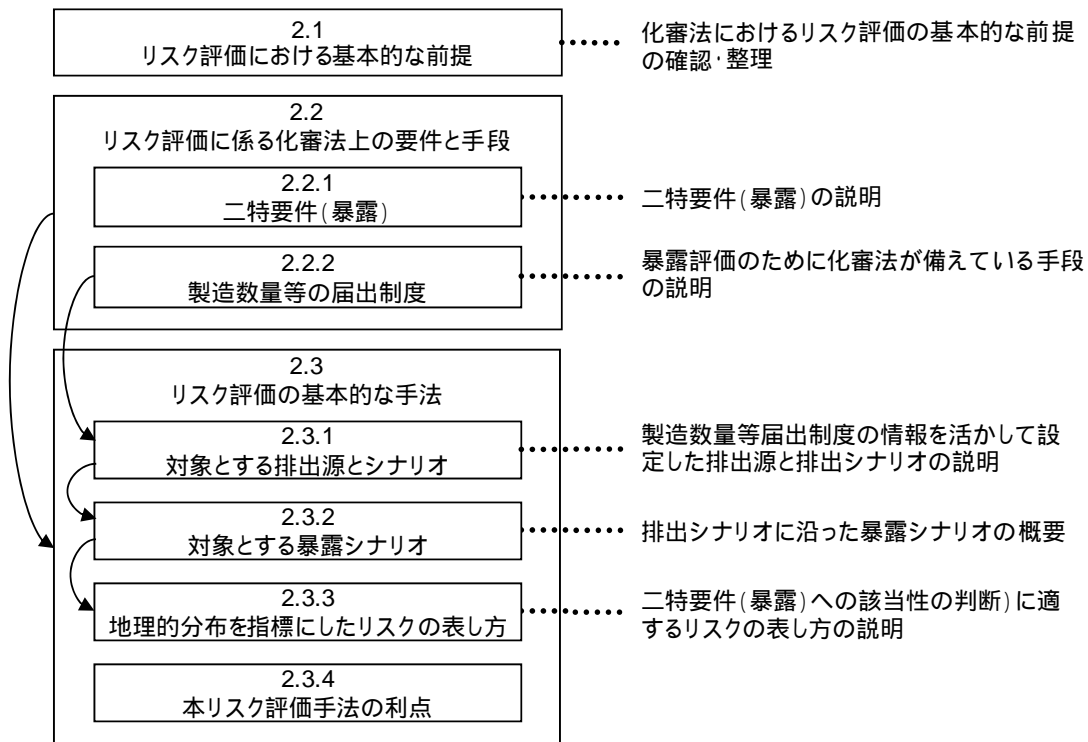 2.1
リスク評価における基本的な前提
化審法におけるリスク評価の基本的な前提
の確認・整理
2.2
リスク評価に係る化審法上の要件と手段
2.2.1
二特要件(暴露)
二特要件(暴露)の説明
2.2.2
製造数量等の届出制度
暴露評価のために化審法が備えている手段
の説明
2.3
リスク評価の基本的な手法
2.3.1
対象とする排出源とシナリオ
製造数量等届出制度の情報を活かして設
定した排出源と排出シナリオの説明
2.3.2
対象とする暴露シナリオ
排出シナリオに沿った暴露シナリオの概要
2.3.3
地理的分布を指標にしたリスクの表し方
二特要件(暴露)への該当性の判断)に適
するリスクの表し方の説明
2.3.4
本リスク評価手法の利点